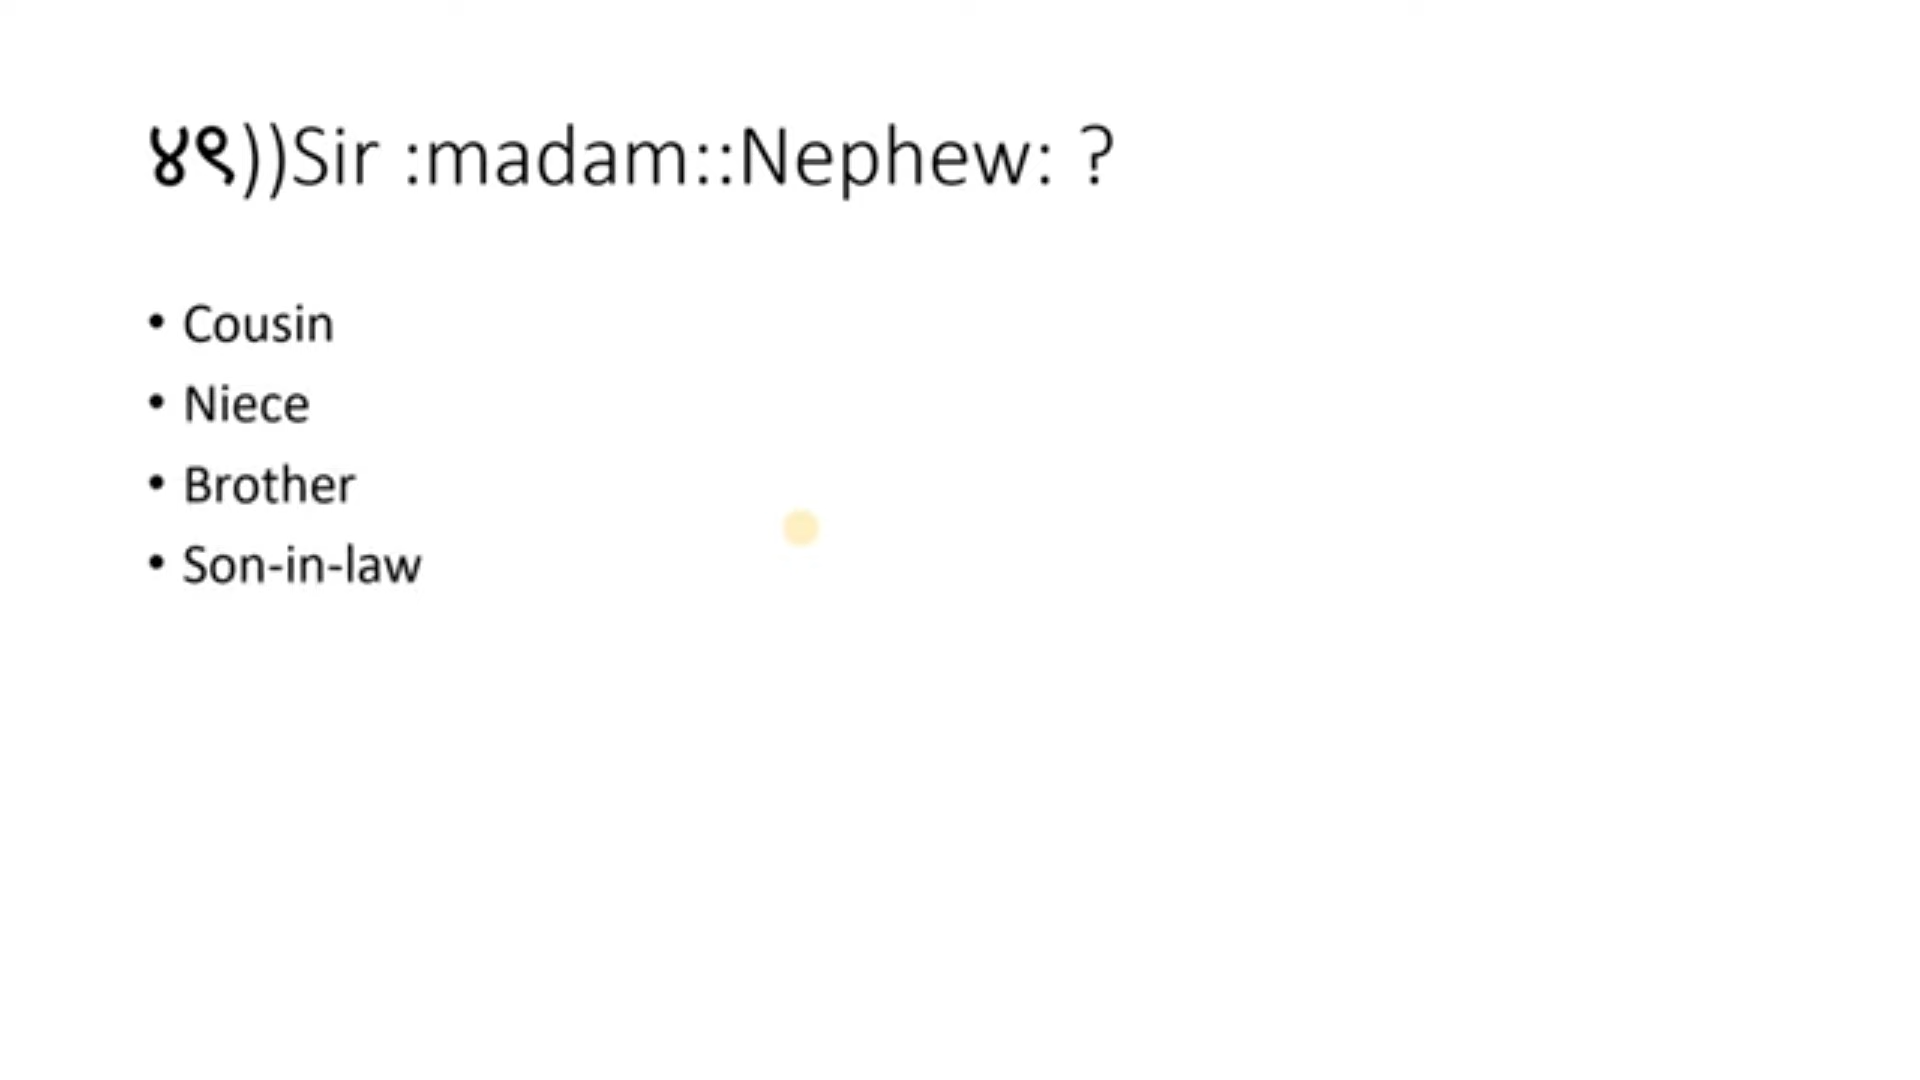 ४९))Sir :madam::Nephew: ?
• Cousin
• Niece
• Brother
• Son-in-law